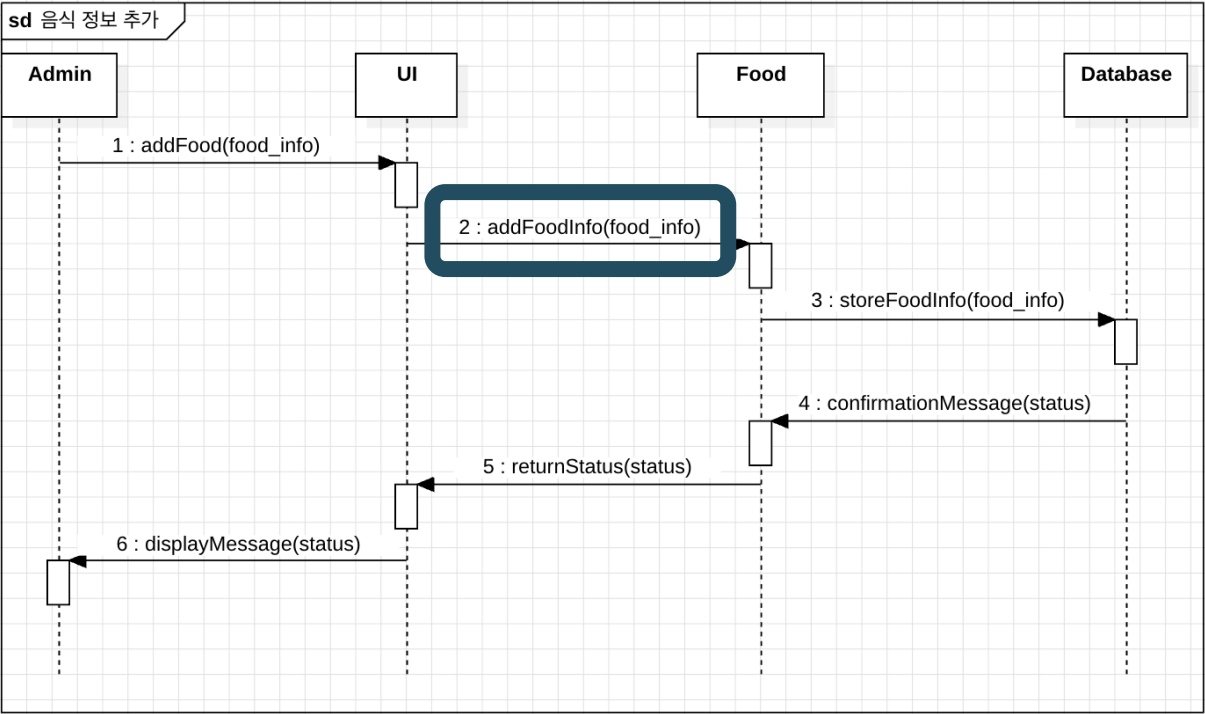 sd 음식 정보 추가
Admin
UI
Food
Database
1 : addFood(food_info)
2 : addFoodInfo(food_info)
3 : storeFoodInfo(food_info)
4 : confirmationMessage(status)
5 : returnStatus(status)
6 : displayMessage(status)